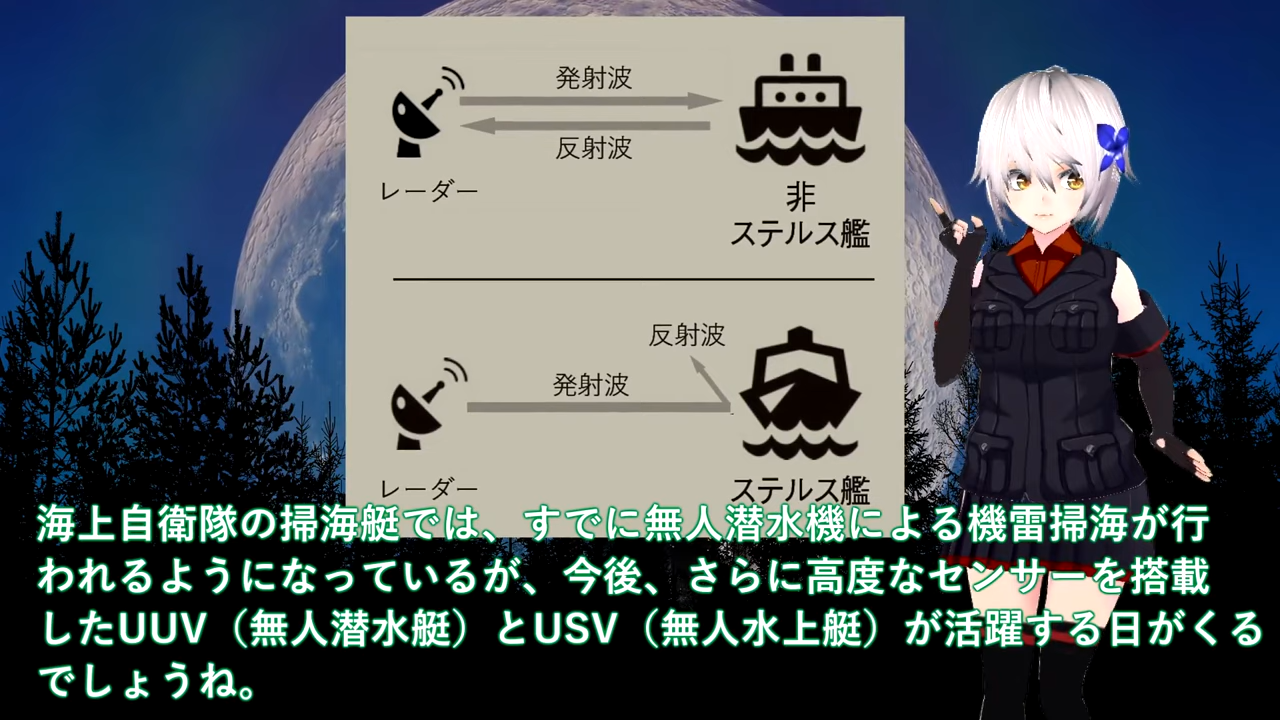 発射波
反射波
レーダー
非
ステルス艦
反射波
発射波
レーダー
ステルス艦
海上自衛隊の掃海艇では、すでに無人潜水機による機雷掃海が行
われるようになっているが、今後、さらに高度なセンサーを搭載
したUUV（無人潜水艇）とUSV（無人水上艇）が活躍する日がくる
でしょうね。